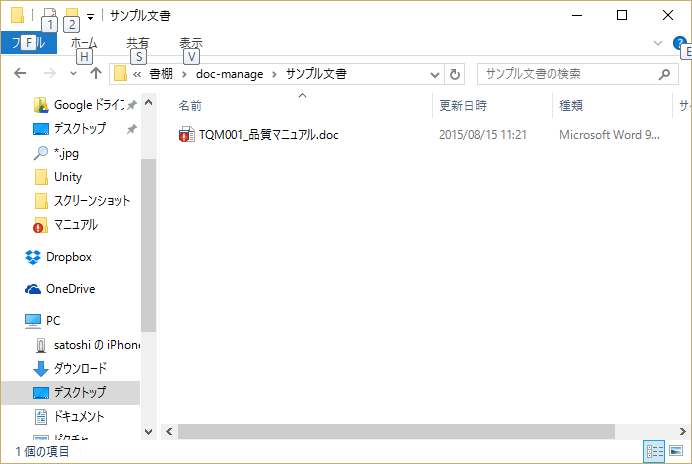 サンプル文書
1 2
ファイル ホーム 共有 表示
F H S V E
書棚 doc-manage サンプル文書
サンプル文書の検索
名前 更新日時 種類
TQM001_品質マニュアル.doc 2015/08/15 11:21 Microsoft Word 9...
Google ドライブ
デスクトップ
*.jpg
Unity
スクリーンショット
マニュアル
Dropbox
OneDrive
PC
satoshi の iPhone
ダウンロード
デスクトップ
ドキュメント
ピクチャ
1 個の項目